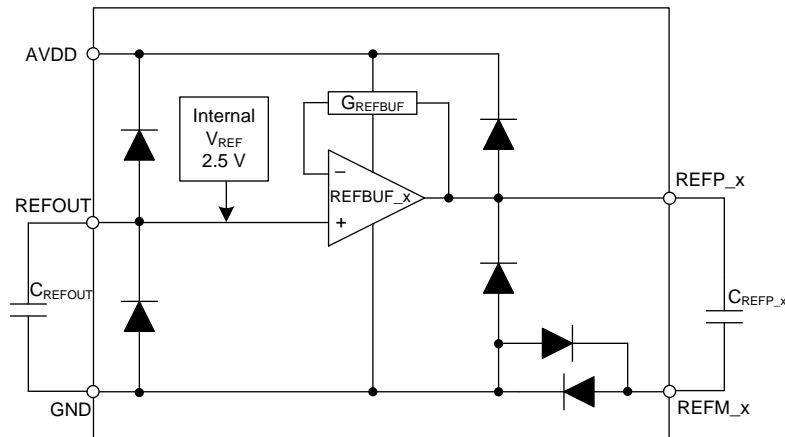 AVDD
Internal
VREF
2.5 V
GREFBUF
REFBUF_x
−
+
REFOUT
REFP_x
CREFOUT
CREFP_x
GND
REFM_x